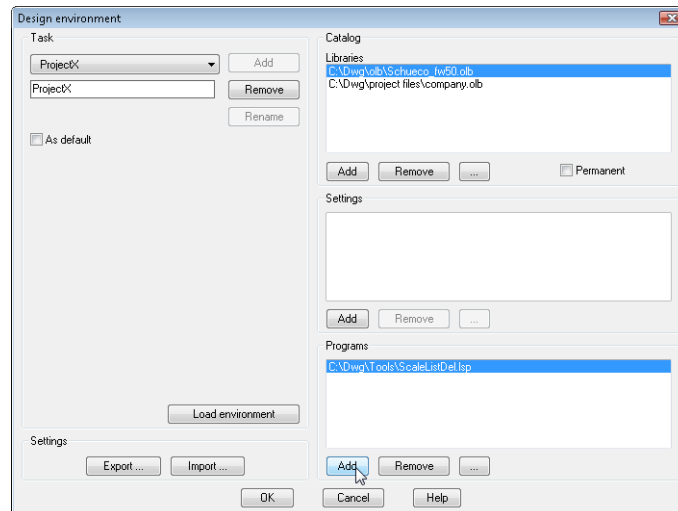 Design environment
Task
ProjectX
Add
ProjectX
Remove
Rename
As default
Load environment
Settings
Export ...
Import ...
Catalog
Libraries
C:\Dwg\olb\Schueco_fw50.olb
C:\Dwg\project files\company.olb
Add
Remove
...
Permanent
Settings
Add
Remove
...
Programs
C:\Dwg\Tools\ScaleListDel.lsp
Add
Remove
...
OK
Cancel
Help